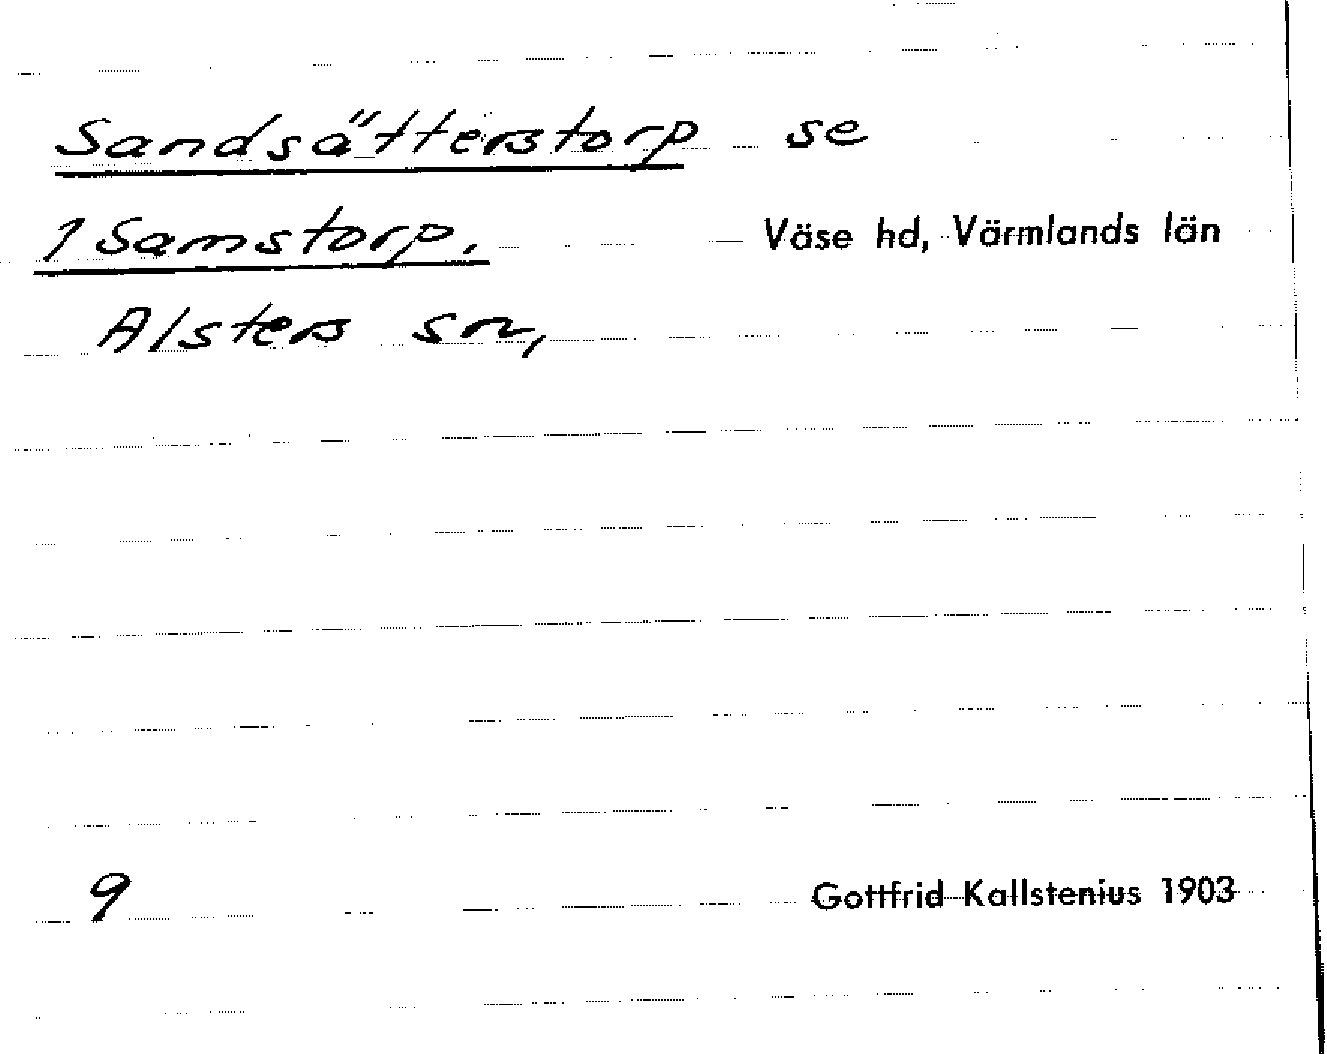 Sandsätterstorp se
1 Samstorp. Väse hd, Värmlands län
Alsters sn,
9 Gottfrid Kallstenius 1903